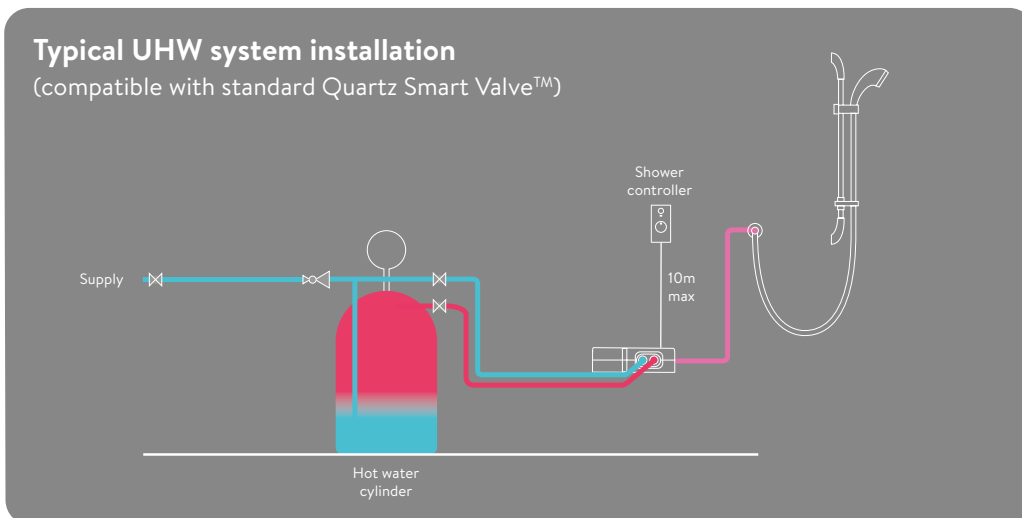 Typical UHW system installation
(compatible with standard Quartz Smart Valve™)
Shower
controller
Supply
10m
max
Hot water
cylinder